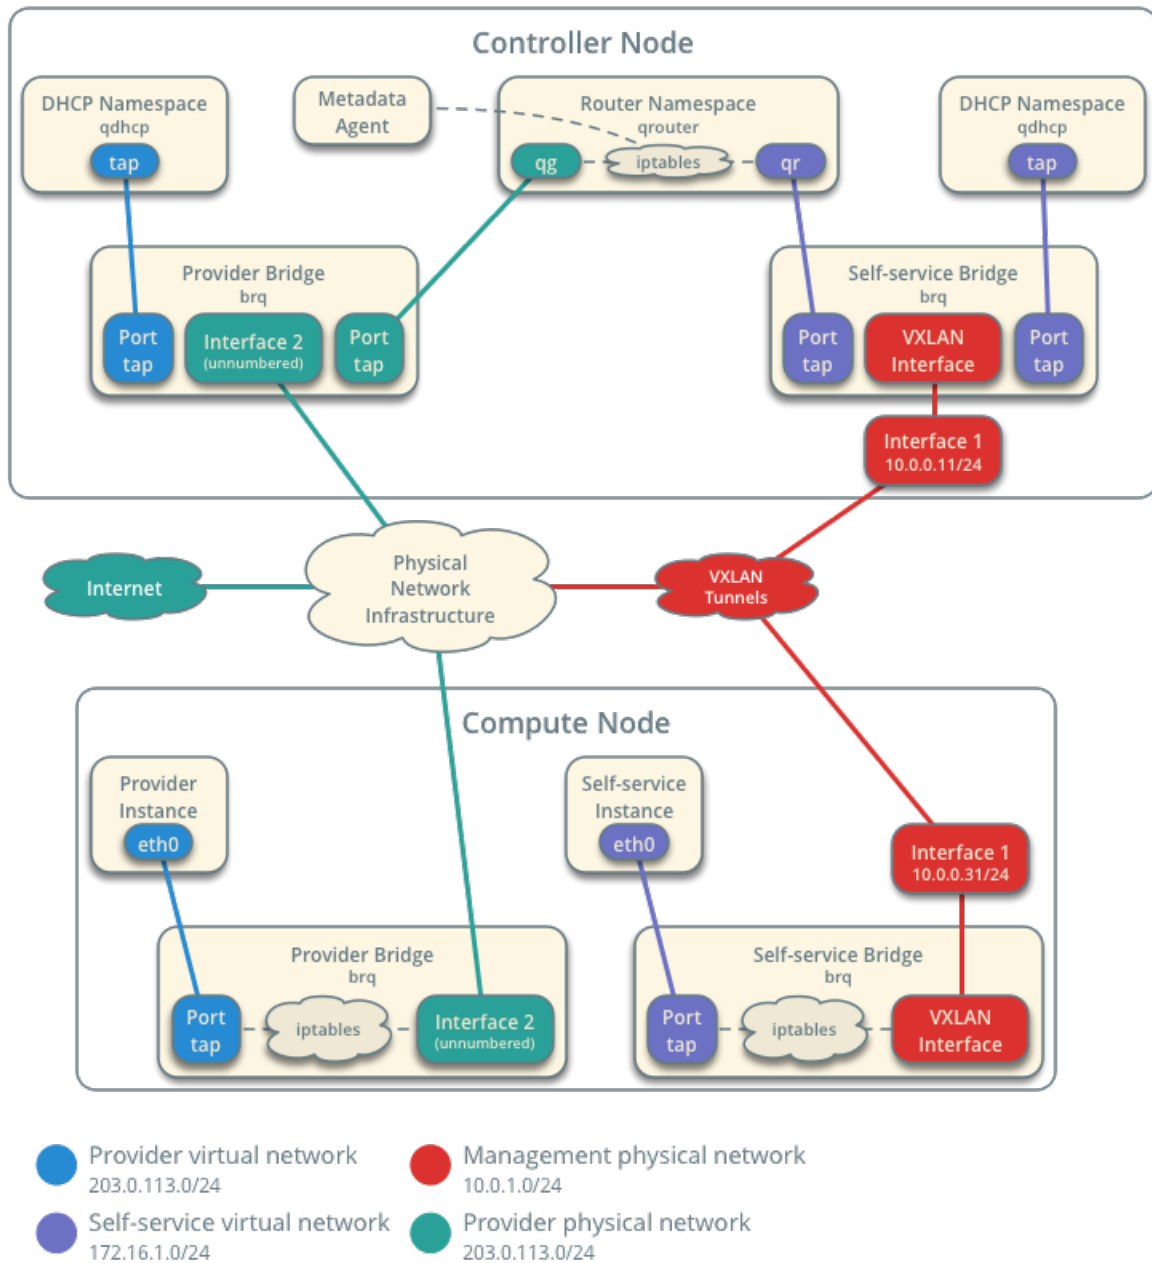 Controller Node
DHCP Namespace
qdhcp
tap
Metadata
Agent
Router Namespace
qrouter
qg
iptables
qr
DHCP Namespace
qdhcp
tap
Provider Bridge
brq
Port
tap
Interface 2
(unnumbered)
Port
tap
Self-service Bridge
brq
Port
tap
VXLAN
Interface
Port
tap
Interface 1
10.0.0.11/24
Internet
Physical
Network
Infrastructure
VXLAN
Tunnels
Compute Node
Provider
Instance
eth0
Self-service
Instance
eth0
Interface 1
10.0.0.31/24
Provider Bridge
brq
Port
tap
iptables
Interface 2
(unnumbered)
Self-service Bridge
brq
Port
tap
iptables
VXLAN
Interface
Provider virtual network
203.0.113.0/24
Management physical network
10.0.1.0/24
Self-service virtual network
172.16.1.0/24
Provider physical network
203.0.113.0/24